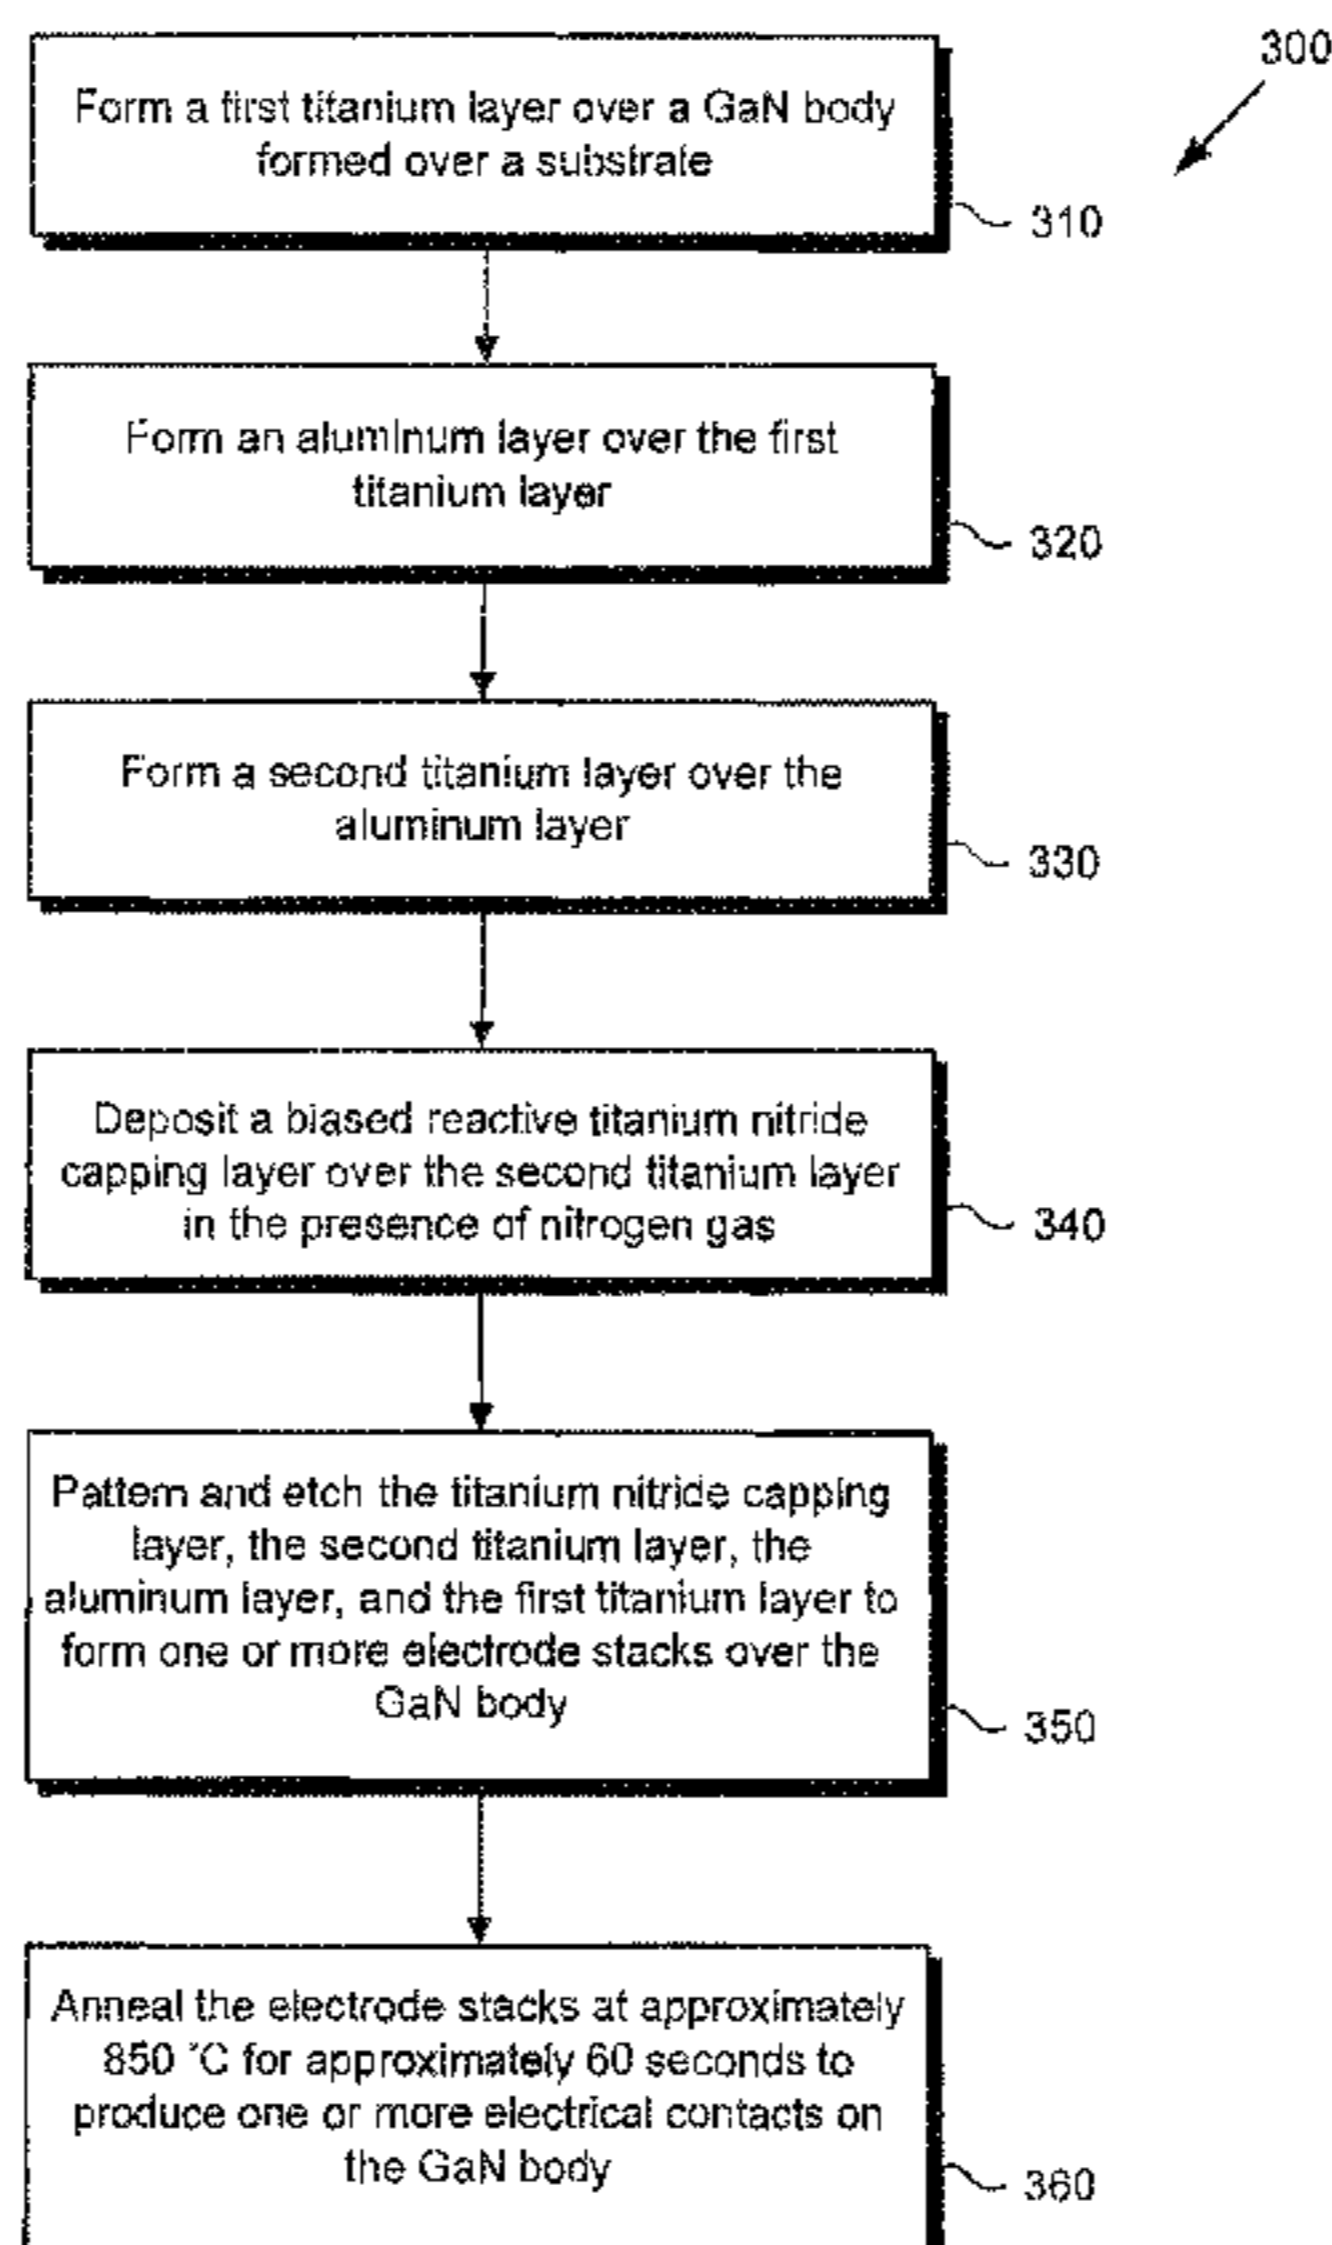 300
Form a first titanium layer over a GaN body
formed over a substrate
310
Form an aluminum layer over the first
titanium layer
320
Form a second titanium layer over the
aluminum layer
330
Deposit a biased reactive titanium nitride
capping layer over the second titanium layer
in the presence of nitrogen gas
340
Pattern and etch the titanium nitride capping
layer, the second titanium layer, the
aluminum layer, and the first titanium layer to
form one or more electrode stacks over the
GaN body
350
Anneal the electrode stacks at approximately
850 °C for approximately 60 seconds to
produce one or more electrical contacts on
the GaN body
360